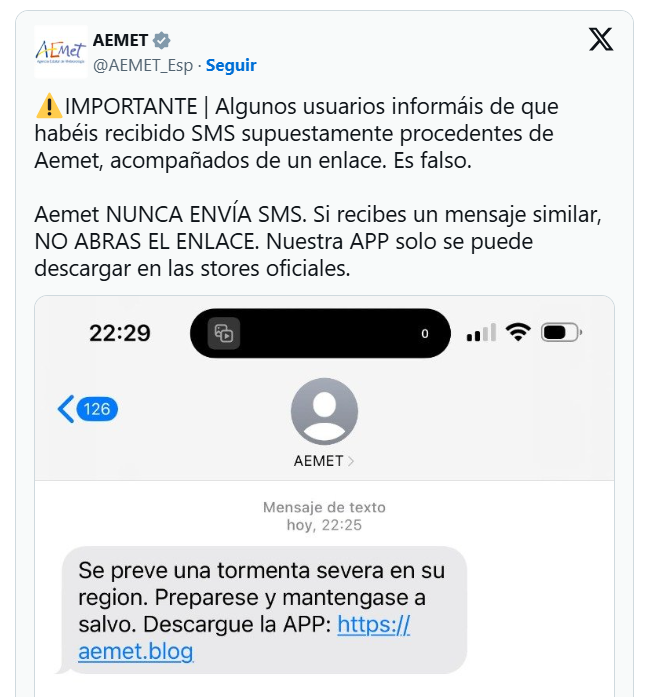 AEMET
@AEMET_Esp · Seguir
⚠️IMPORTANTE | Algunos usuarios informáis de que
habéis recibido SMS supuestamente procedentes de
Aemet, acompañados de un enlace. Es falso.
Aemet NUNCA ENVÍA SMS. Si recibes un mensaje similar,
NO ABRAS EL ENLACE. Nuestra APP solo se puede
descargar en las stores oficiales.
22:29
0
126
AEMET
Mensaje de texto
hoy, 22:25
Se preve una tormenta severa en su
region. Preparese y mantengase a
salvo. Descargue la APP: https://
aemet.blog